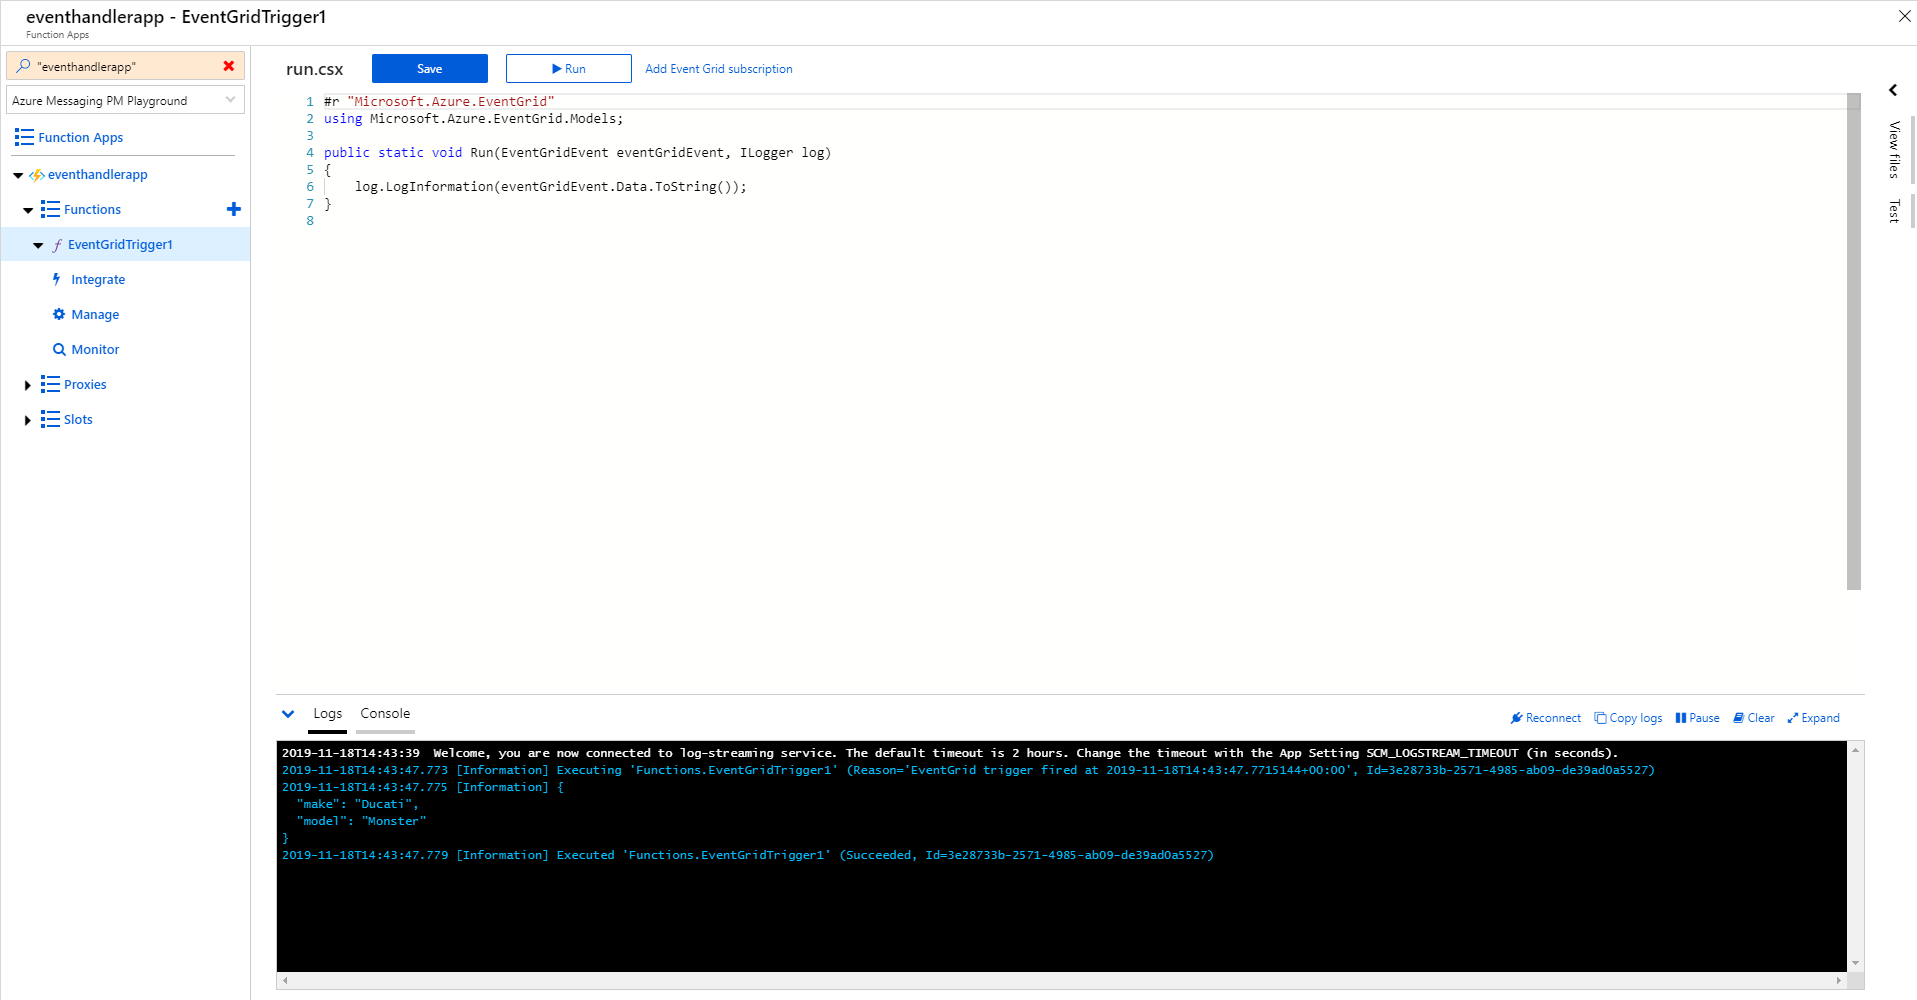 eventhandlerapp - EventGridTrigger1
Function Apps
"eventhandlerapp"
Azure Messaging PM Playground
Function Apps
eventhandlerapp
Functions
EventGridTrigger1
Integrate
Manage
Monitor
Proxies
Slots
run.csx Save Run Add Event Grid subscription
1 #r "Microsoft.Azure.EventGrid"
2 using Microsoft.Azure.EventGrid.Models;
3
4 public static void Run(EventGridEvent eventGridEvent, ILogger log)
5 {
6     log.LogInformation(eventGridEvent.Data.ToString());
7 }
8
View files
Test
Logs Console Reconnect Copy logs Pause Clear Expand
2019-11-18T14:43:39  Welcome, you are now connected to log-streaming service. The default timeout is 2 hours. Change the timeout with the App Setting SCM_LOGSTREAM_TIMEOUT (in seconds).
2019-11-18T14:43:47.773 [Information] Executing 'Functions.EventGridTrigger1' (Reason='EventGrid trigger fired at 2019-11-18T14:43:47.7715144+00:00', Id=3e28733b-2571-4985-ab09-de39ad0a5527)
2019-11-18T14:43:47.775 [Information] {
  "make": "Ducati",
  "model": "Monster"
}
2019-11-18T14:43:47.779 [Information] Executed 'Functions.EventGridTrigger1' (Succeeded, Id=3e28733b-2571-4985-ab09-de39ad0a5527)